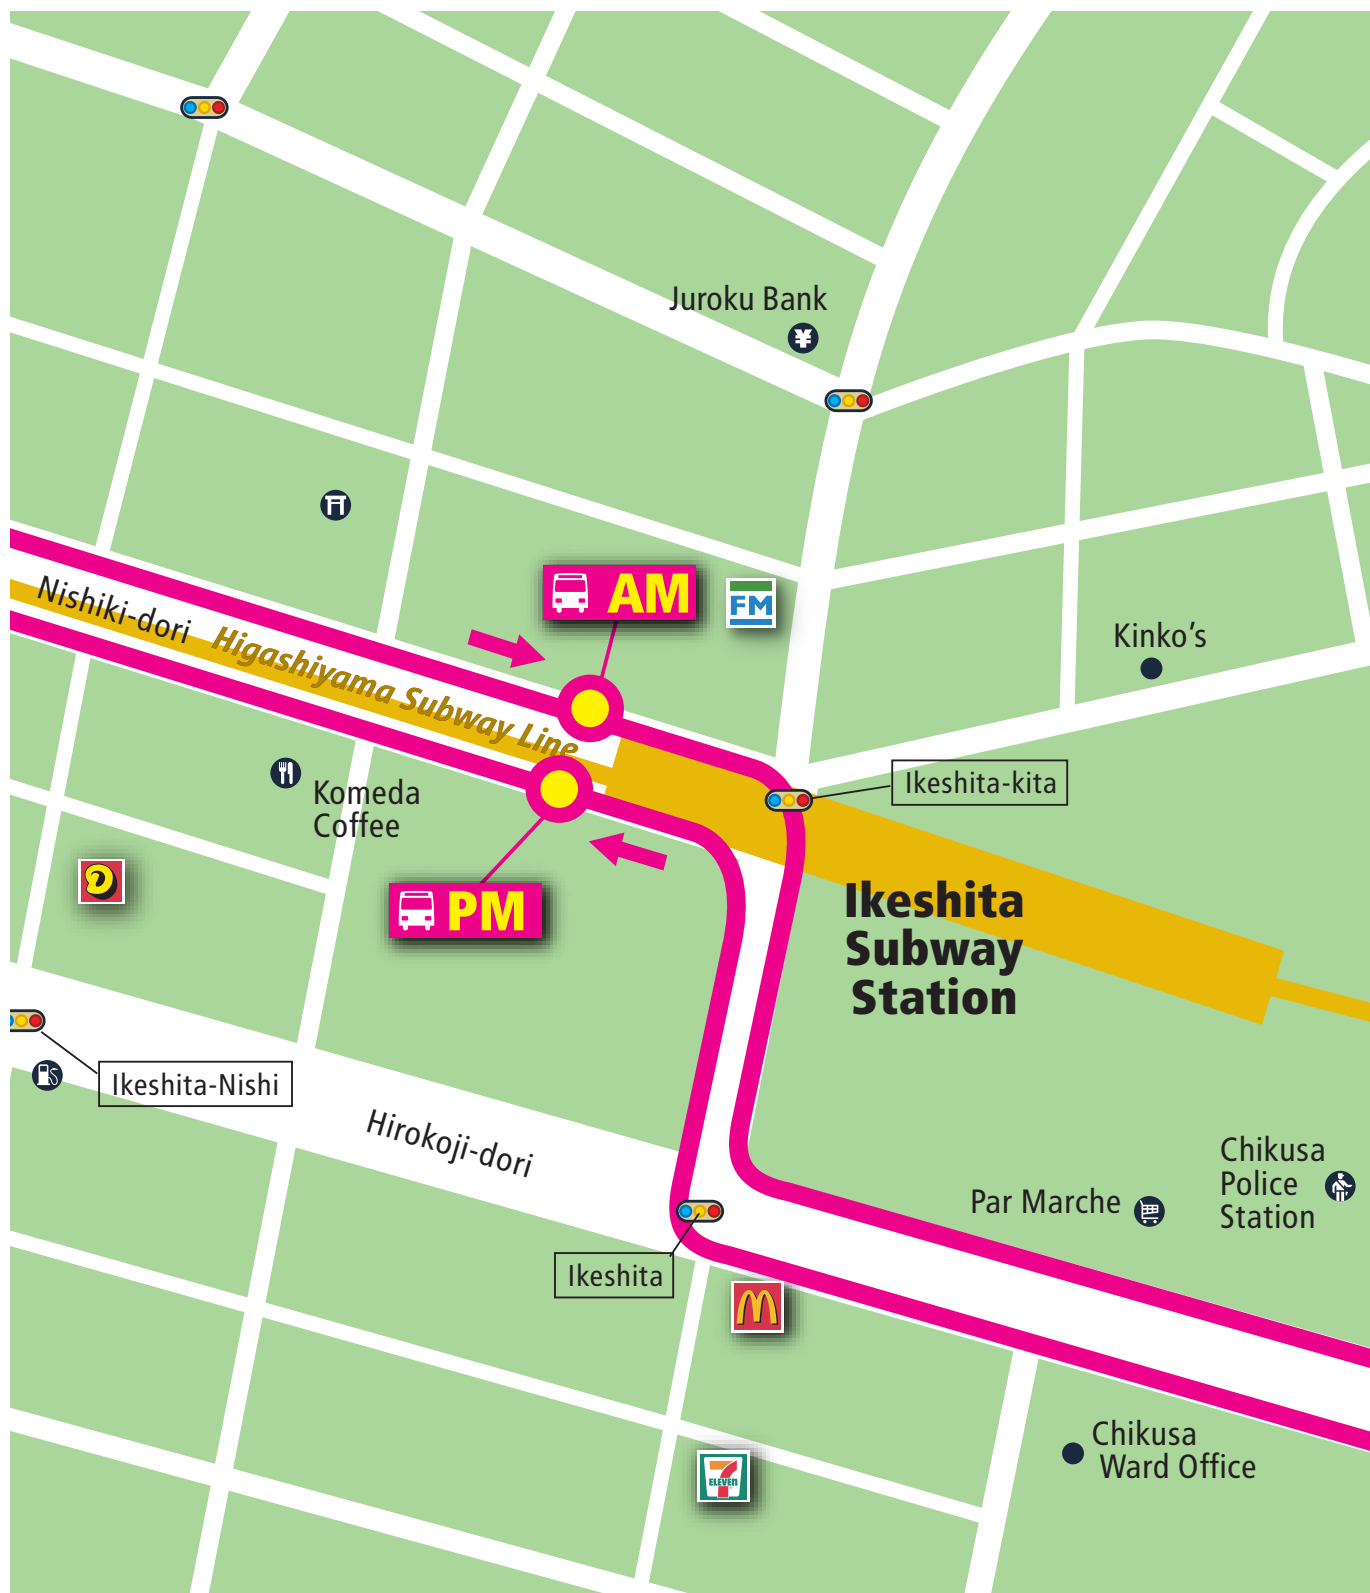 Juroku Bank
AM
FM
Kinko's
Nishiki-dori
Higashiyama Subway Line
Ikeshita-kita
Komeda
Coffee
PM
Ikeshita
Subway
Station
Ikeshita-Nishi
Hirokoji-dori
Chikusa
Police
Station
Par Marche
Ikeshita
Chikusa
Ward Office
7
ELEVEn